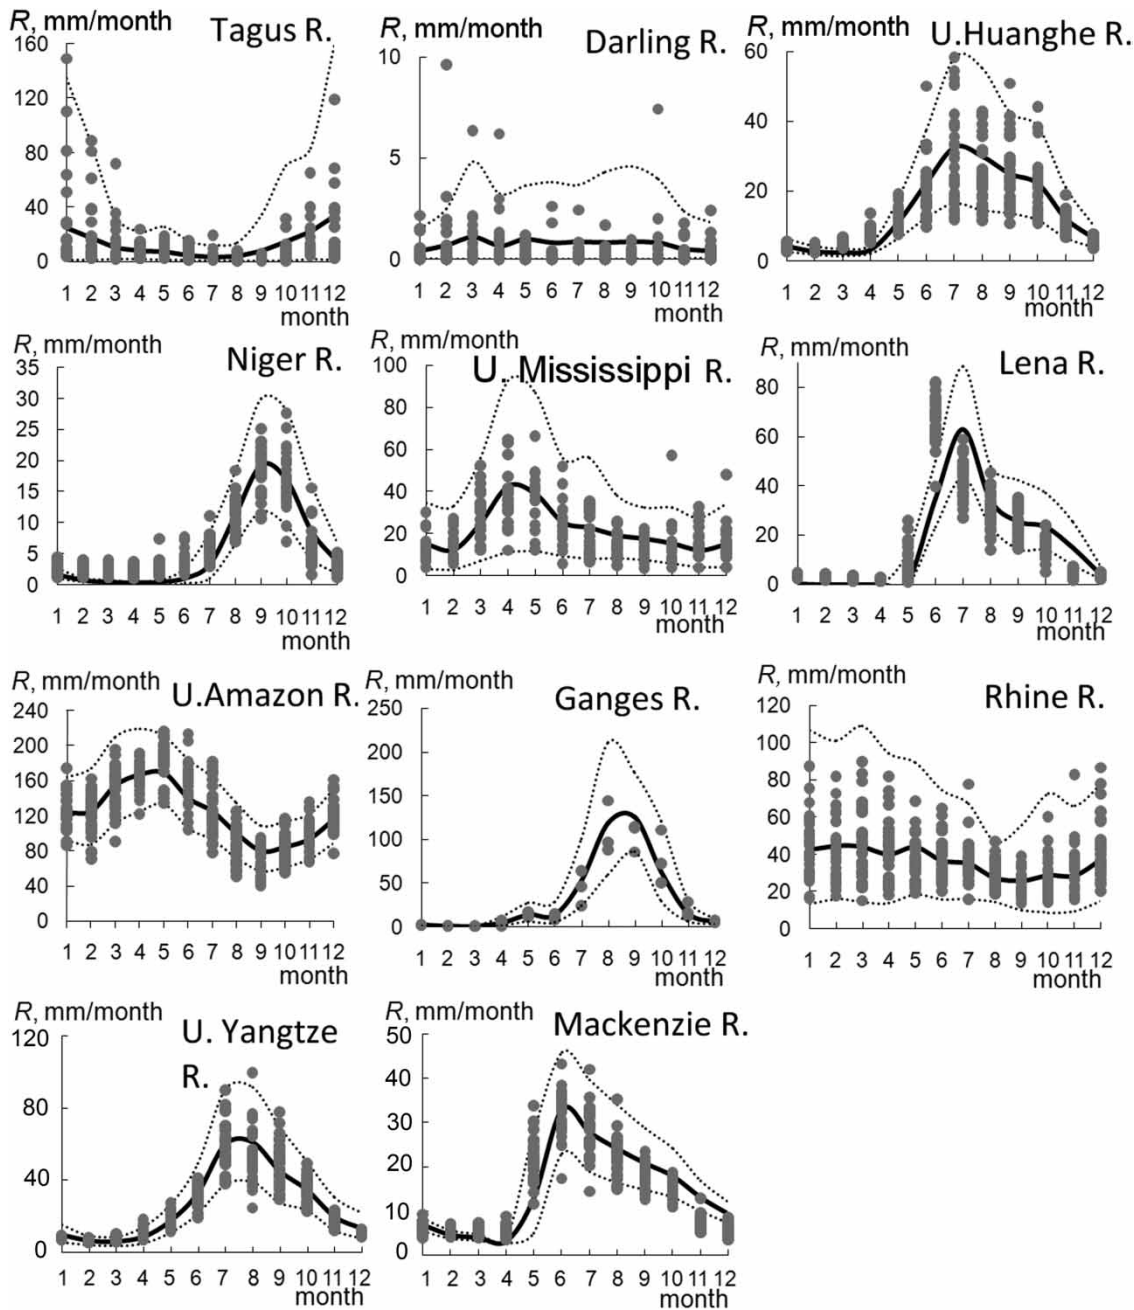 R, mm/month
Tagus R.
160
120
80
40
0
1 2 3 4 5 6 7 8 9 10 11 12
month
R, mm/month
Darling R.
10
5
0
1 2 3 4 5 6 7 8 9 10 11 12
month
R, mm/month
U.Huanghe R.
60
40
20
0
1 2 3 4 5 6 7 8 9 10 11 12
month
R, mm/month
Niger R.
35
30
25
20
15
10
5
0
1 2 3 4 5 6 7 8 9 10 11 12
month
R, mm/month
U. Mississippi R.
100
80
60
40
20
0
1 2 3 4 5 6 7 8 9 10 11 12
month
R, mm/month
Lena R.
80
60
40
20
0
1 2 3 4 5 6 7 8 9 10 11 12
month
R, mm/month
U.Amazon R.
240
200
160
120
80
40
0
1 2 3 4 5 6 7 8 9 10 11 12
month
R, mm/month
Ganges R.
250
200
150
100
50
0
1 2 3 4 5 6 7 8 9 10 11 12
month
R, mm/month
Rhine R.
120
100
80
60
40
20
0
1 2 3 4 5 6 7 8 9 10 11 12
month
R, mm/month
U. Yangtze
R.
120
80
40
0
1 2 3 4 5 6 7 8 9 10 11 12
month
R, mm/month
Mackenzie R.
50
40
30
20
10
0
1 2 3 4 5 6 7 8 9 10 11 12
month